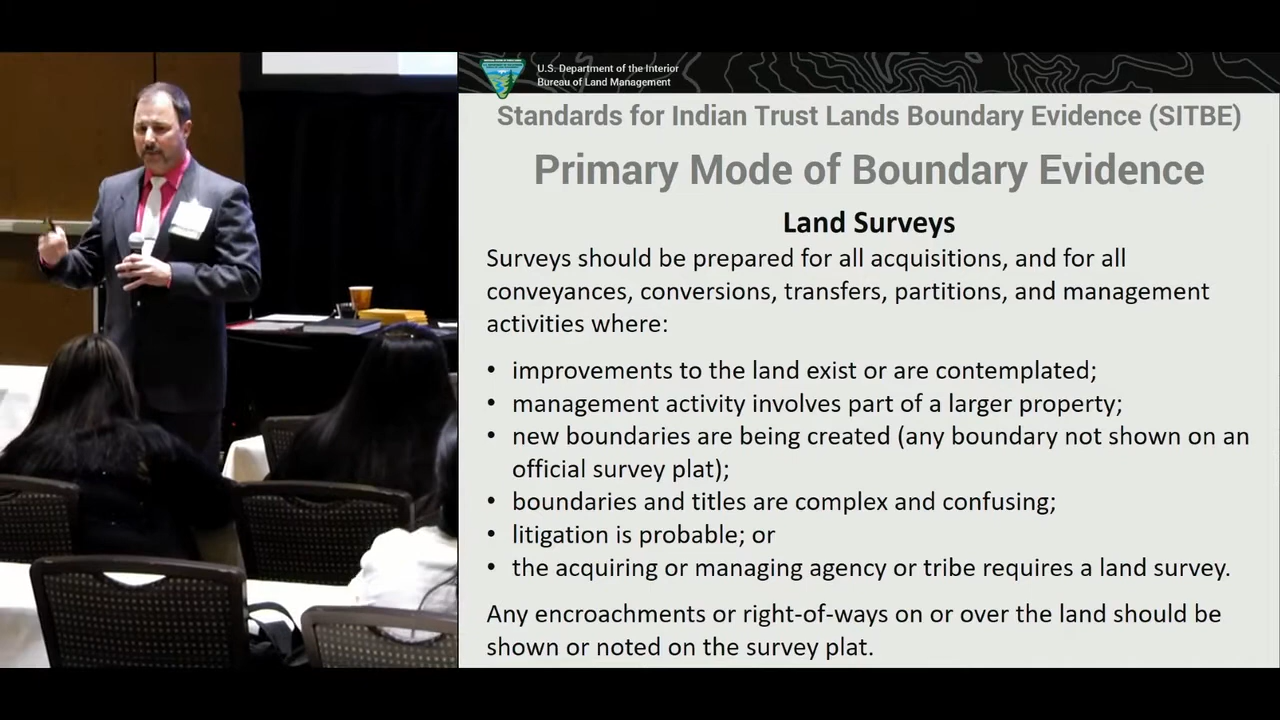 U.S. Department of the Interior
Bureau of Land Management
Standards for Indian Trust Lands Boundary Evidence (SITBE)
Primary Mode of Boundary Evidence
Land Surveys
Surveys should be prepared for all acquisitions, and for all
conveyances, conversions, transfers, partitions, and management
activities where:
• improvements to the land exist or are contemplated;
• management activity involves part of a larger property;
• new boundaries are being created (any boundary not shown on an
official survey plat);
• boundaries and titles are complex and confusing;
• litigation is probable; or
• the acquiring or managing agency or tribe requires a land survey.
Any encroachments or right-of-ways on or over the land should be
shown or noted on the survey plat.